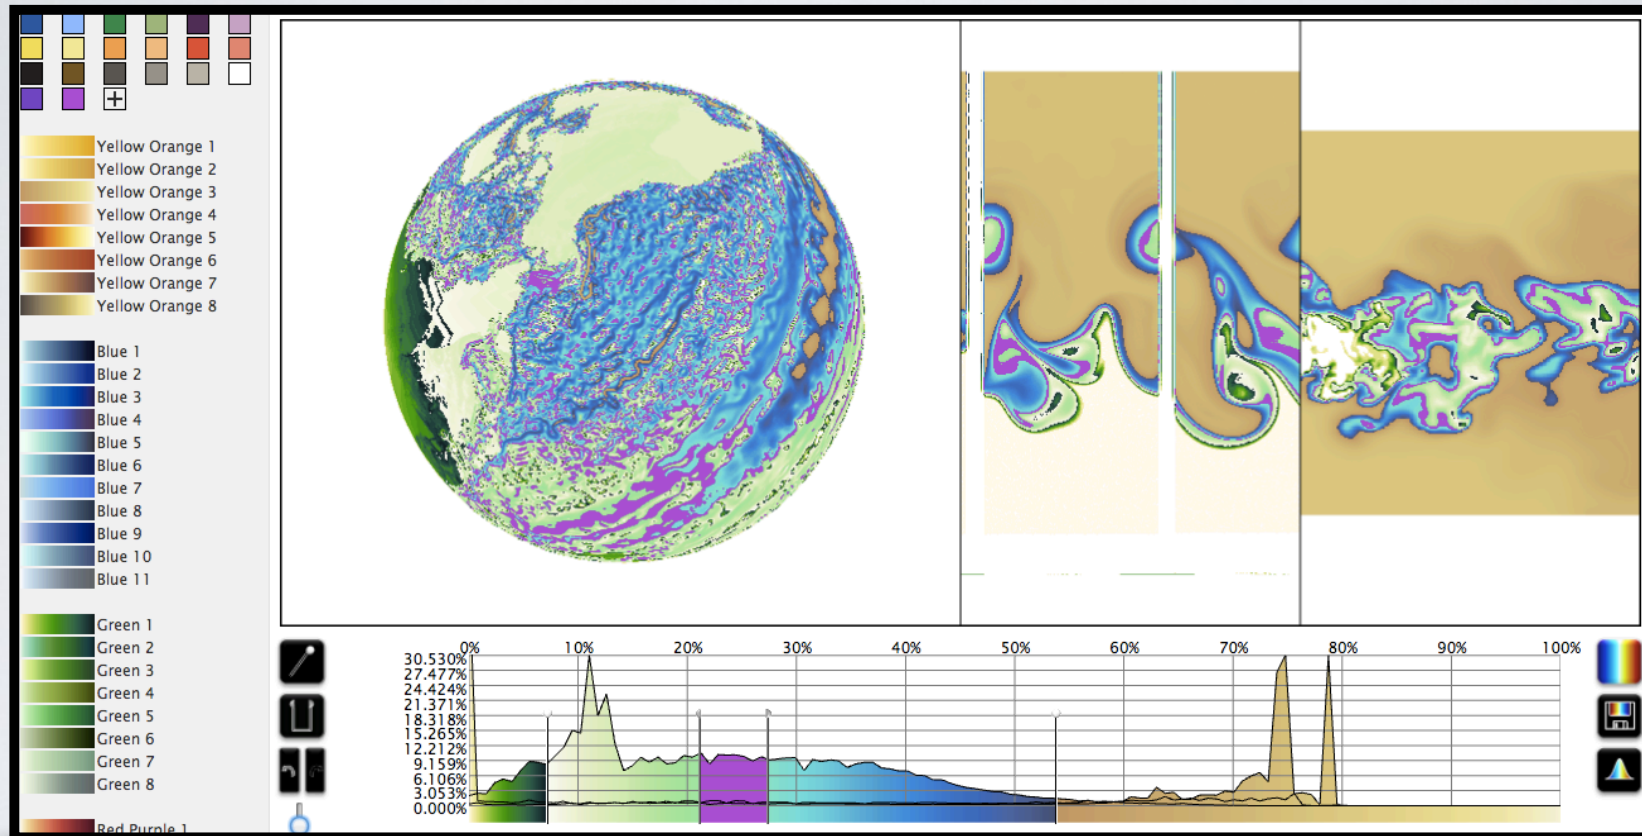 Yellow Orange 1
Yellow Orange 2
Yellow Orange 3
Yellow Orange 4
Yellow Orange 5
Yellow Orange 6
Yellow Orange 7
Yellow Orange 8
Blue 1
Blue 2
Blue 3
Blue 4
Blue 5
Blue 6
Blue 7
Blue 8
Blue 9
Blue 10
Blue 11
Green 1
Green 2
Green 3
Green 4
Green 5
Green 6
Green 7
Green 8
Red Purple 1
0% 10% 20% 30% 40% 50% 60% 70% 80% 90% 100%
30.530%
27.477%
24.424%
21.371%
18.318%
15.265%
12.212%
9.159%
6.106%
3.053%
0.000%